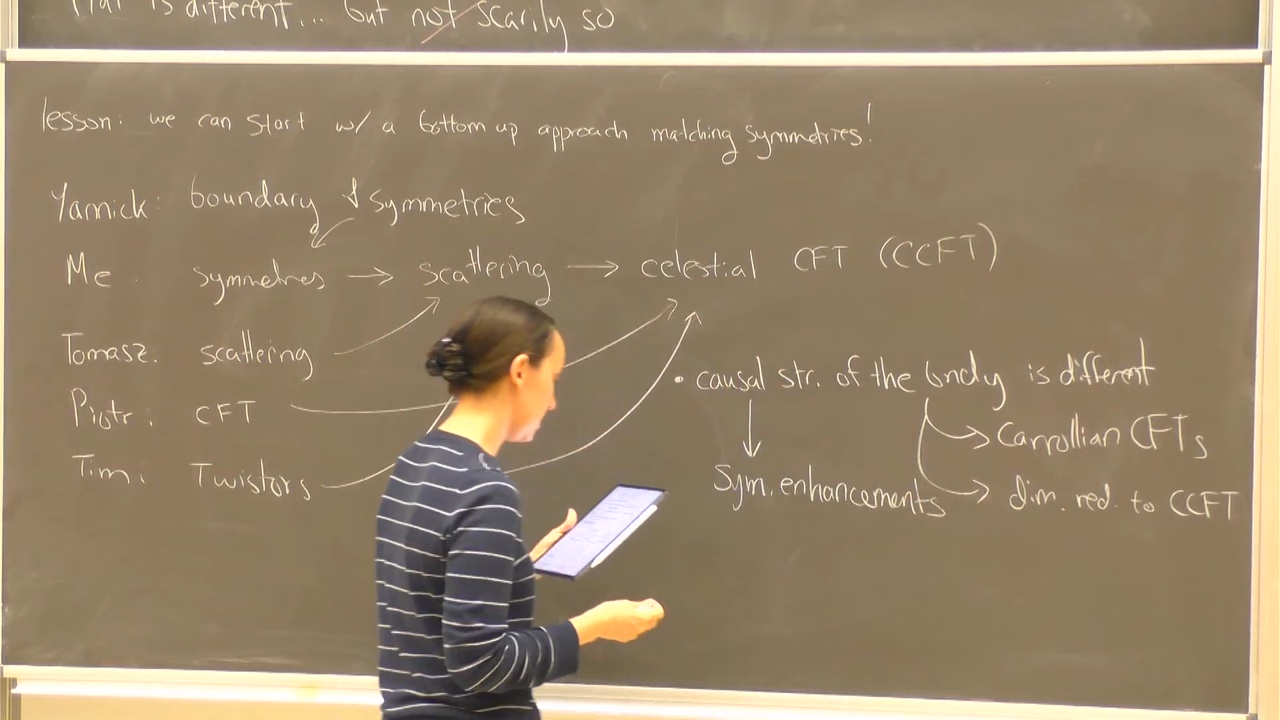 Flat is different... but not scarily so
lesson: we can start w/ a bottom up approach matching symmetries!
Yannick: boundary & symmetries
Me: symmetries → scattering → celestial CFT (CCFT)
Tomasz: scattering
• causal str. of the bndy is different
Piotr: CFT
→ Carrollian CFTs
Tim: Twistors
Sym. enhancements
→ dim. red. to CCFT